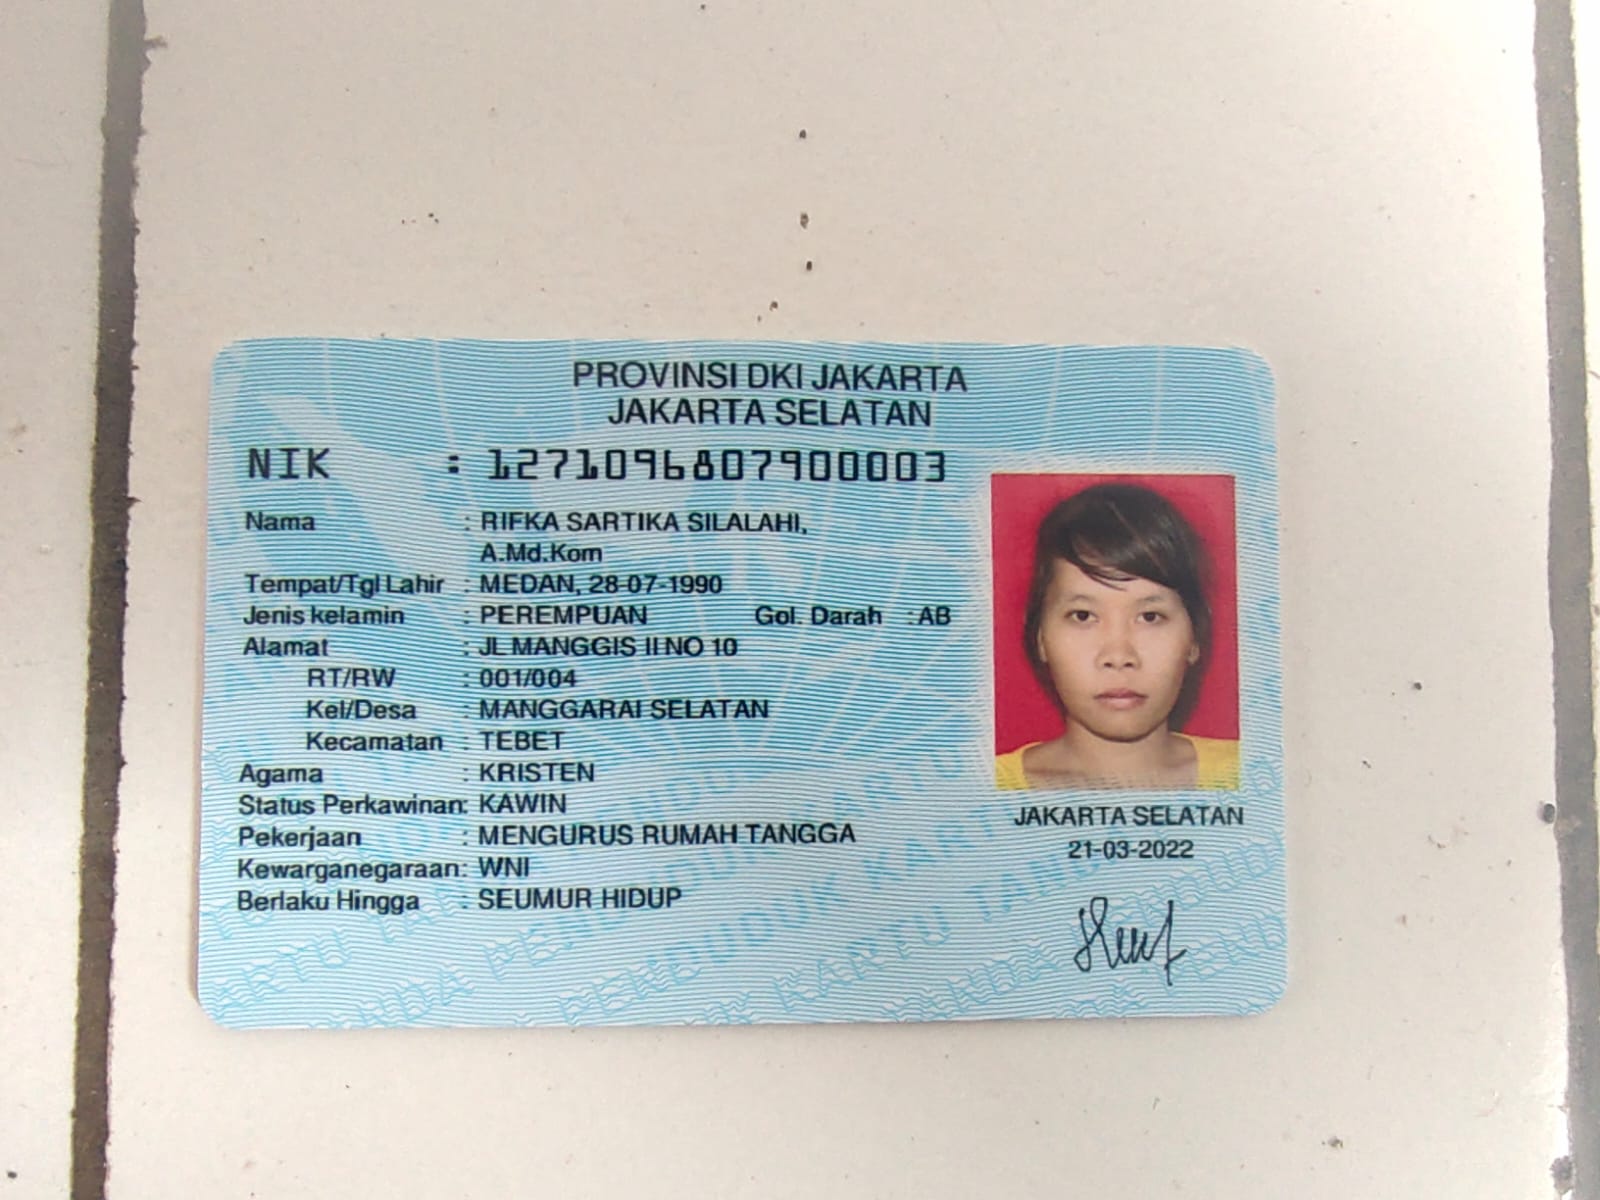 PROVINSI DKI JAKARTA
JAKARTA SELATAN
NIK : 1271096807900003
Nama : RIFKA SARTIKA SILALAHI,
A.Md.Kom
Tempat/Tgl Lahir : MEDAN, 28-07-1990
Jenis kelamin : PEREMPUAN Gol. Darah : AB
Alamat : JL MANGGIS II NO 10
RT/RW : 001/004
Kel/Desa : MANGGARAI SELATAN
Kecamatan : TEBET
Agama : KRISTEN
Status Perkawinan: KAWIN
Pekerjaan : MENGURUS RUMAH TANGGA
Kewarganegaraan: WNI
Berlaku Hingga : SEUMUR HIDUP
JAKARTA SELATAN
21-03-2022